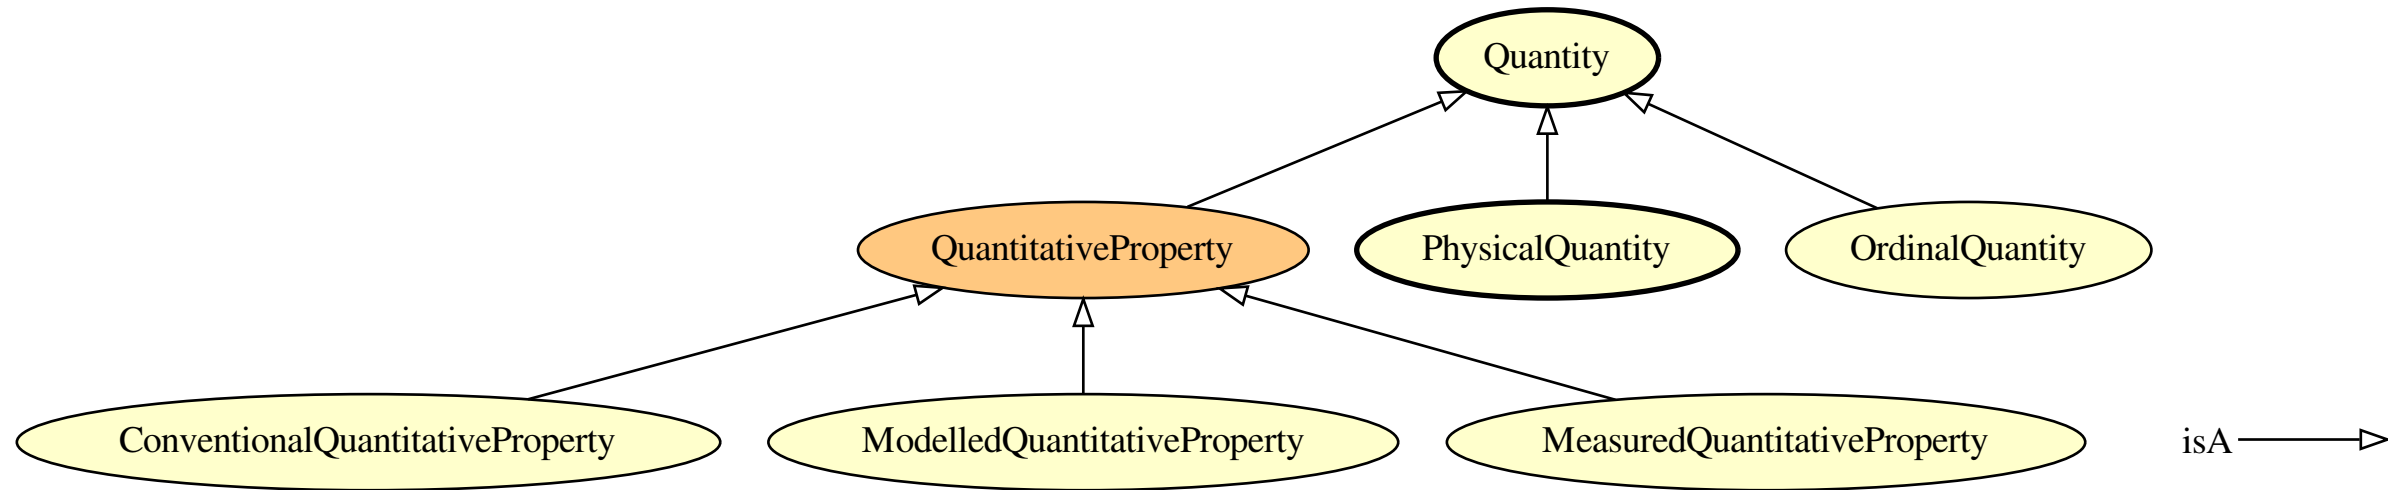 Quantity
QuantitativeProperty
PhysicalQuantity
OrdinalQuantity
ConventionalQuantitativeProperty
ModelledQuantitativeProperty
MeasuredQuantitativeProperty
isA